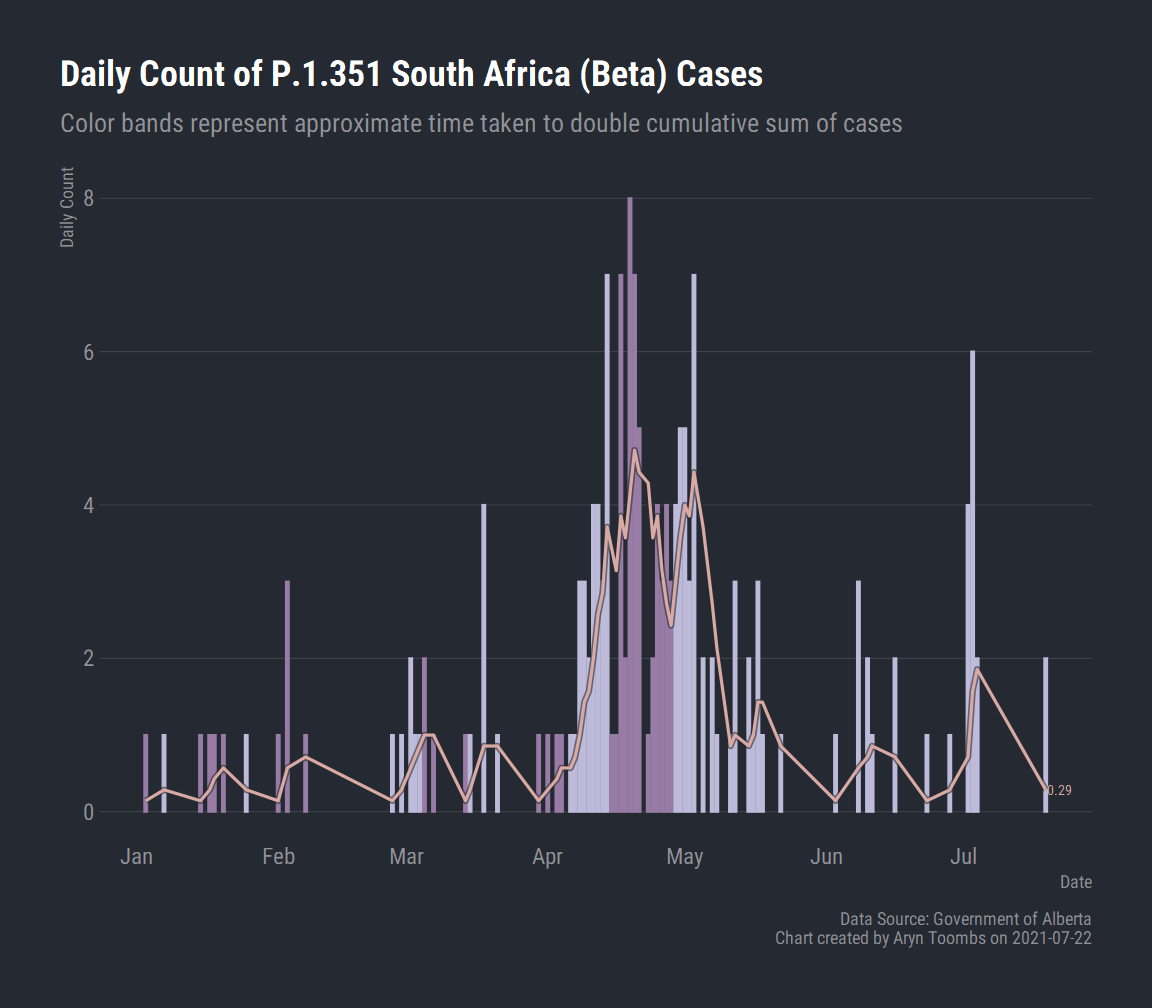 Daily Count of P.1.351 South Africa (Beta) Cases
Color bands represent approximate time taken to double cumulative sum of cases
Daily Count
8
6
4
2
0
0.29
Jan Feb Mar Apr May Jun Jul
Date
Data Source: Government of Alberta
Chart created by Aryn Toombs on 2021-07-22